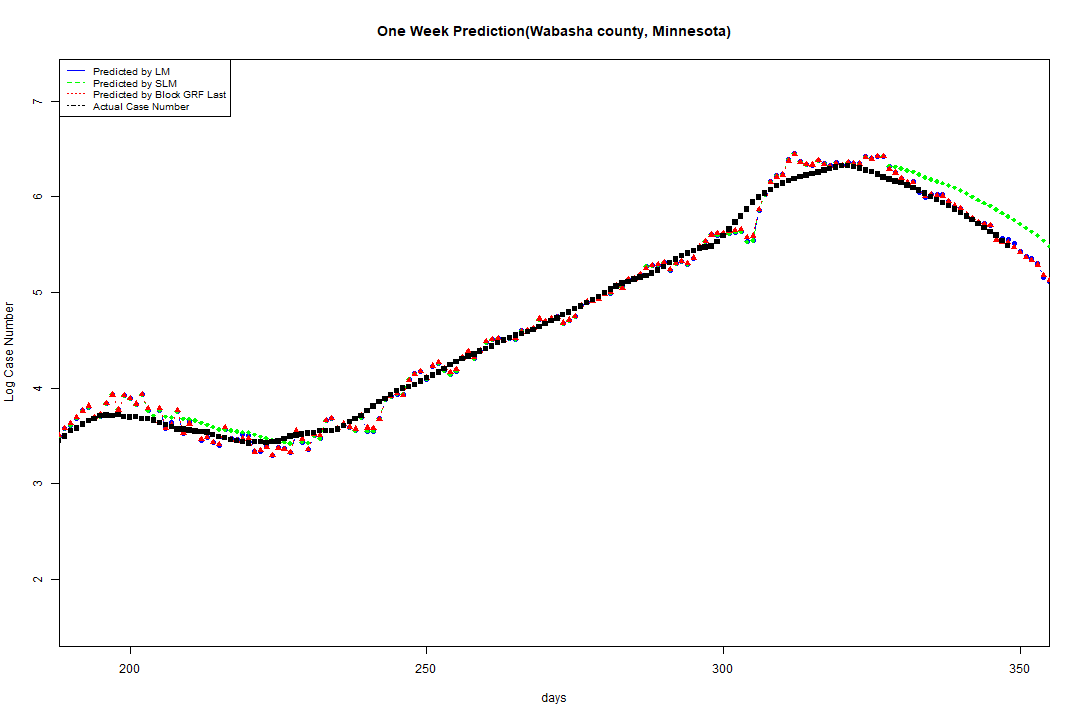 One Week Prediction(Wabasha county, Minnesota)
Predicted by LM
Predicted by SLM
Predicted by Block GRF Last
Actual Case Number
7
6
5
4
3
2
Log Case Number
200
250
300
350
days